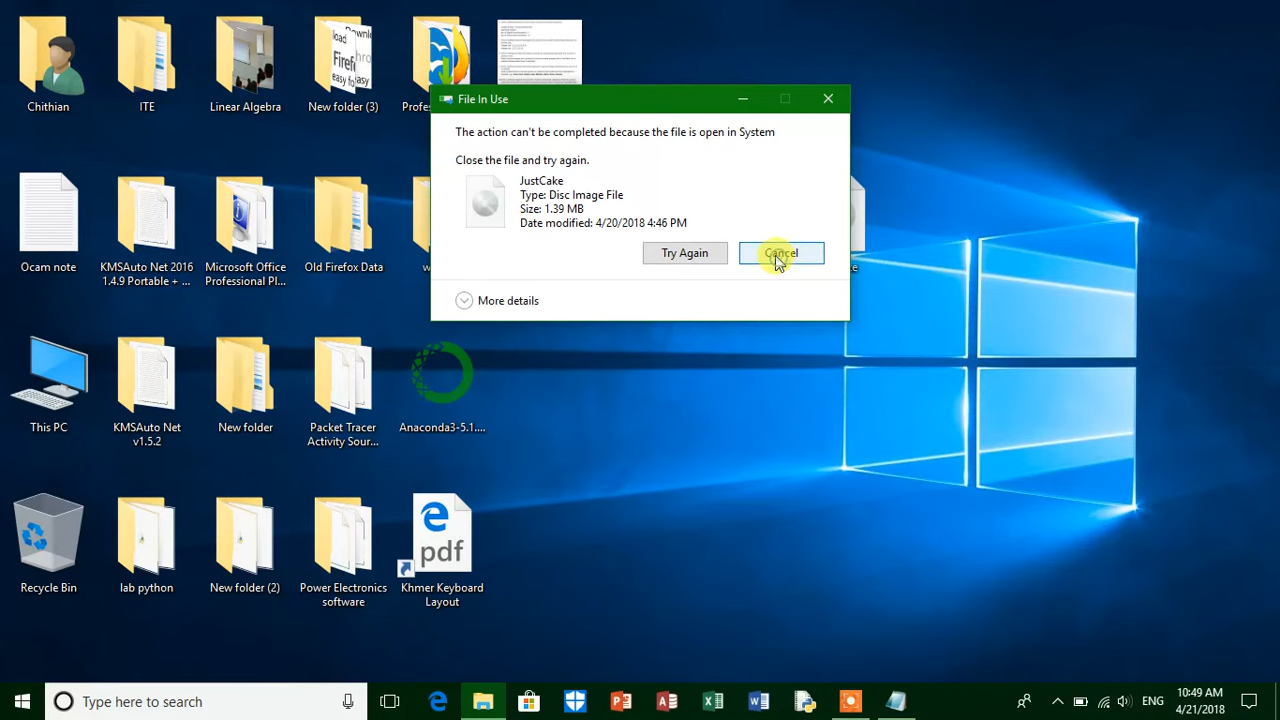 Chithian
ITE
Linear Algebra
New folder (3)
File In Use
The action can't be completed because the file is open in System
Close the file and try again.
JustCake
Type: Disc Image File
Size: 1.39 MB
Date modified: 4/20/2018 4:46 PM
Try Again
Cancel
More details
Ocam note
KMSAuto Net 2016
1.4.9 Portable + ...
Microsoft Office
Professional Pl...
Old Firefox Data
This PC
KMSAuto Net
v1.5.2
New folder
Packet Tracer
Activity Sour...
Anaconda3-5.1....
Recycle Bin
lab python
New folder (2)
Power Electronics
software
pdf
Khmer Keyboard
Layout
Type here to search
ENG
10:49 AM
4/21/2018